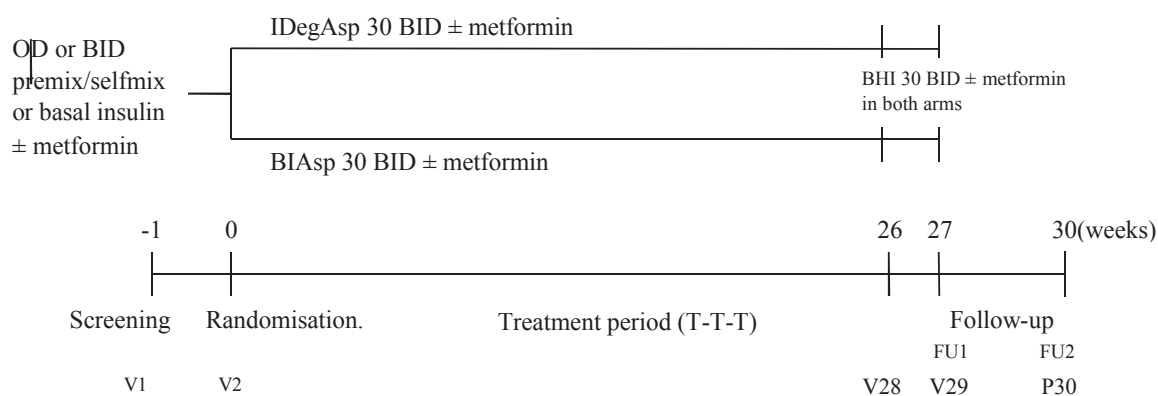 IDegAsp 30 BID ± metformin
OD or BID
premix/selfmix
or basal insulin
± metformin
BHI 30 BID ± metformin
in both arms
BIAsp 30 BID ± metformin
-1 0 26 27 30(weeks)
Screening Randomisation. Treatment period (T-T-T) Follow-up
FU1 FU2
V1 V2 V28 V29 P30